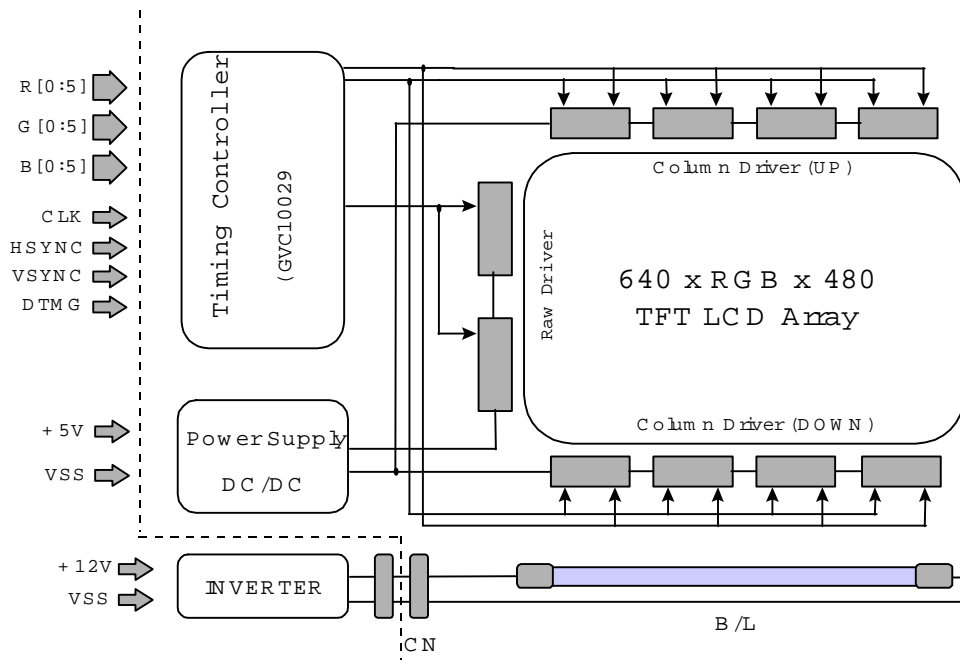 R[0:5]
G[0:5]
B[0:5]
CLK
HSYNC
VSYNC
DTMG
+5V
VSS
+12V
VSS
Timing Controller
(GVC10029)
Power Supply
DC/DC
INVERTER
CN
Raw Driver
Column Driver(UP)
640 x RGB x 480
TFT LCD Array
Column Driver(DOWN)
B/L